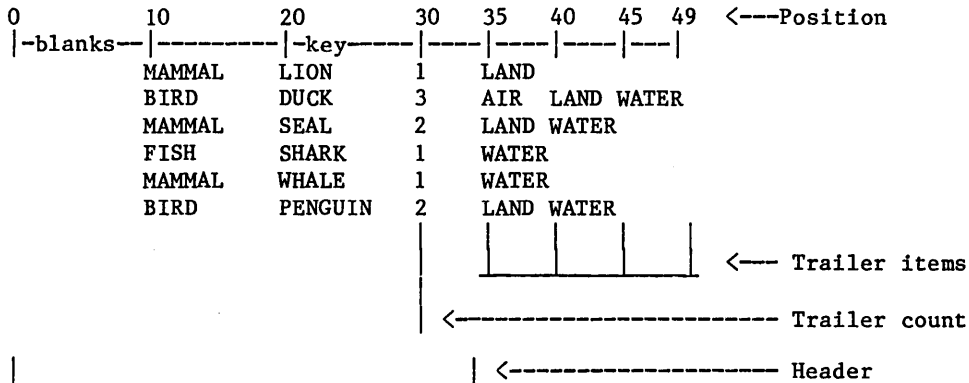 0 10 20 30 35 40 45 49 <---Position
|-blanks-|---------|-key-----|----|----|----|---|
MAMMAL LION 1 LAND
BIRD DUCK 3 AIR LAND WATER
MAMMAL SEAL 2 LAND WATER
FISH SHARK 1 WATER
MAMMAL WHALE 1 WATER
BIRD PENGUIN 2 LAND WATER
<--- Trailer items
<----------------------- Trailer count
<-------------------- Header